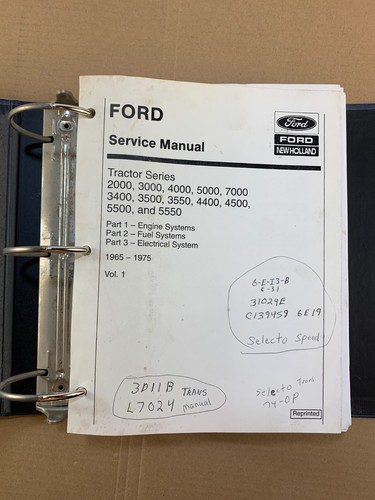 FORD
Ford
FORD
NEW HOLLAND
Service Manual
Tractor Series
2000, 3000, 4000, 5000, 7000
3400, 3500, 3550, 4400, 4500,
5500, and 5550
Part 1 – Engine Systems
Part 2 – Fuel Systems
Part 3 – Electrical System
1965 – 1975
Vol. 1
6-E-13-B
C-31
31024E
C139459 6E19
Selecto Speed
3D11B TRANS
L7024 manual
Selecto Trans
74-OP
Reprinted